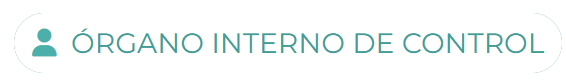 ÓRGANO INTERNO DE CONTROL